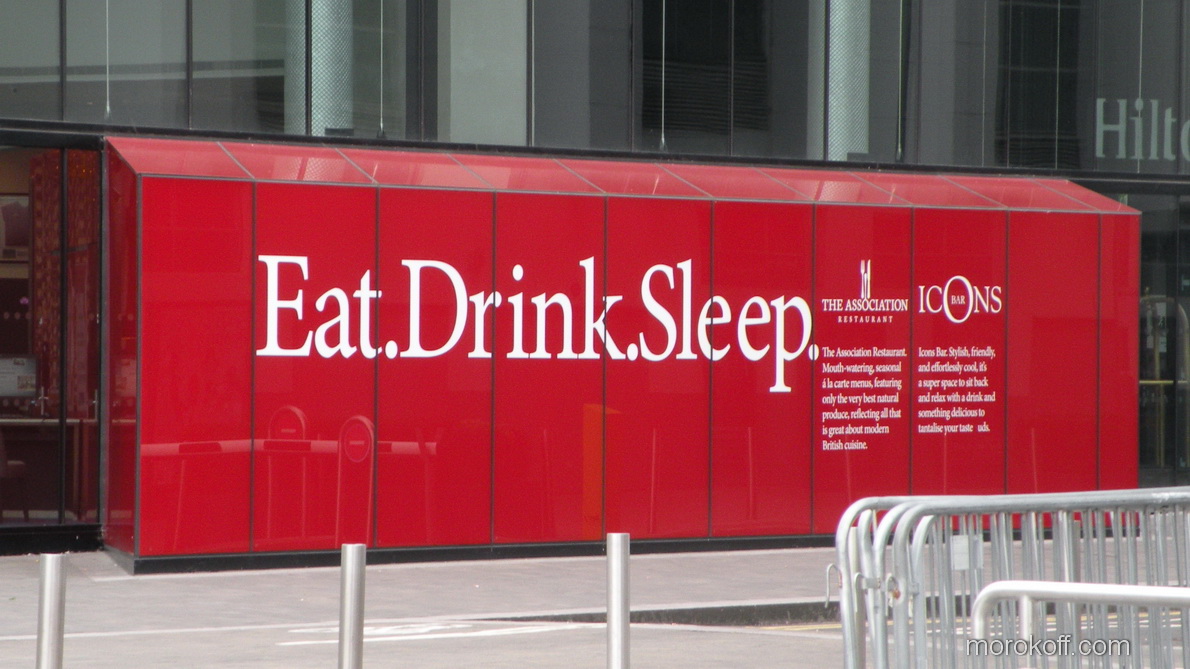 Hilto
Eat.Drink.Sleep.
THE ASSOCIATION
RESTAURANT
The Association Restaurant.
Mouth-watering, seasonal
á la carte menus, featuring
only the very best natural
produce, reflecting all that
is great about modern
British cuisine.
ICONS
BAR
Icons Bar. Stylish, friendly,
and effortlessly cool, it's
a super space to sit back
and relax with a drink and
something delicious to
tantalise your taste uds.
morokoff.com